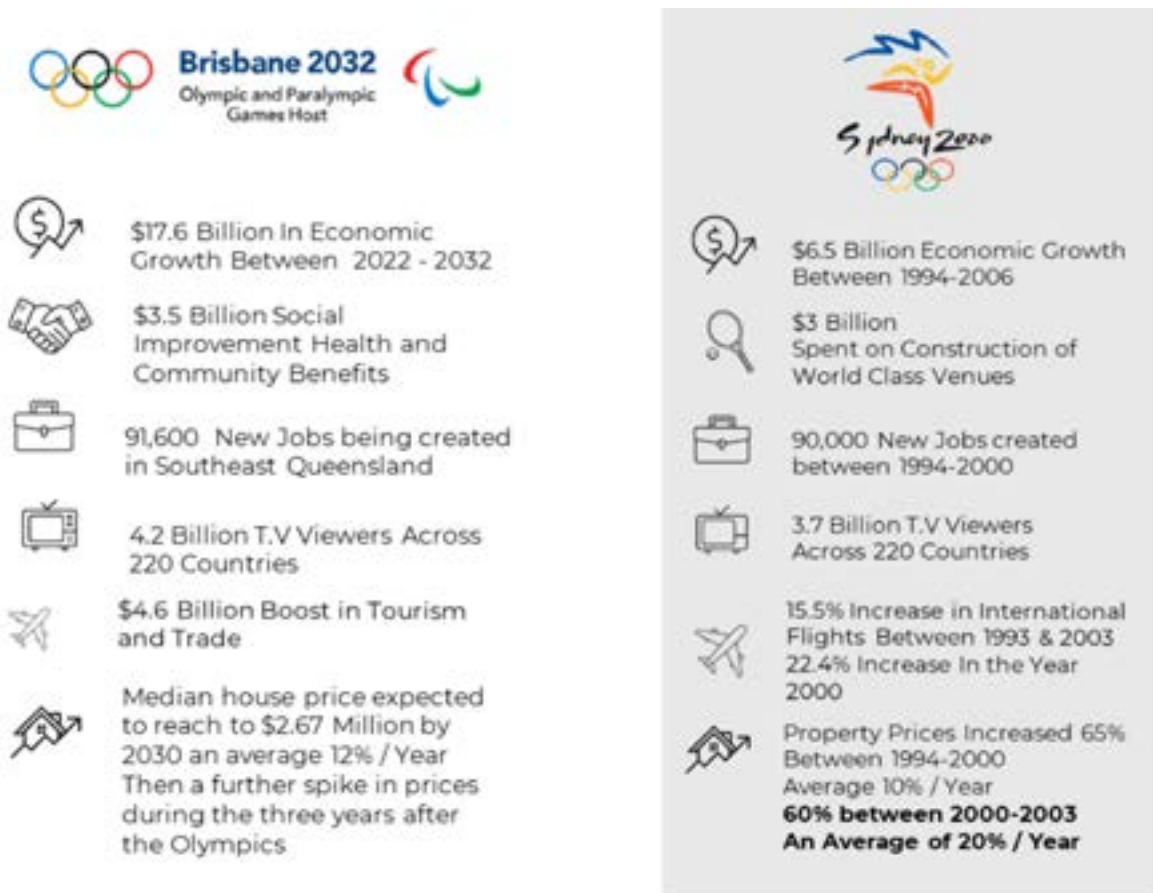 Brisbane 2032
Olympic and Paralympic
Games Host
$17.6 Billion In Economic
Growth Between 2022 - 2032
$3.5 Billion Social
Improvement Health and
Community Benefits
91,600 New Jobs being created
in Southeast Queensland
4.2 Billion T.V Viewers Across
220 Countries
$4.6 Billion Boost in Tourism
and Trade
Median house price expected
to reach to $2.67 Million by
2030 an average 12% / Year
Then a further spike in prices
during the three years after
the Olympics
Sydney 2000
$6.5 Billion Economic Growth
Between 1994-2006
$3 Billion
Spent on Construction of
World Class Venues
90,000 New Jobs created
between 1994-2000
3.7 Billion T.V Viewers
Across 220 Countries
15.5% Increase in International
Flights Between 1993 & 2003
22.4% Increase In the Year
2000
Property Prices Increased 65%
Between 1994-2000
Average 10% / Year
60% between 2000-2003
An Average of 20% / Year